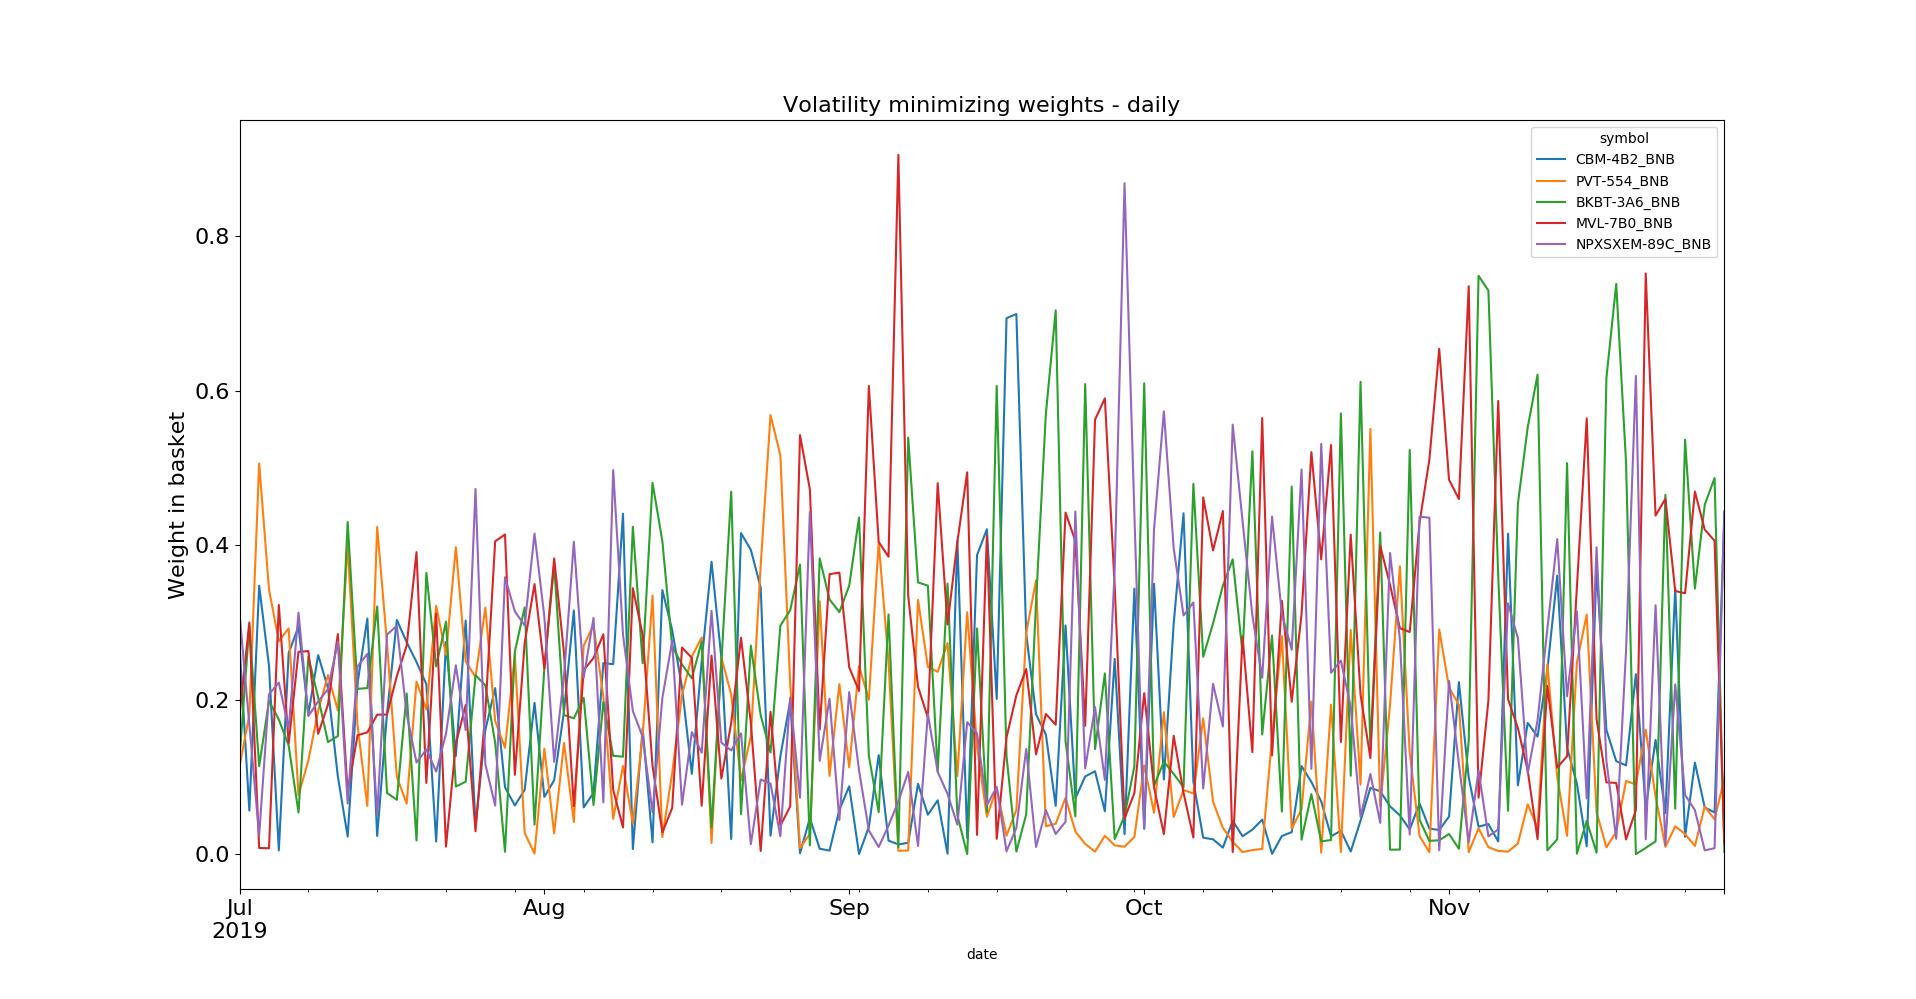 Volatility minimizing weights - daily
symbol
CBM-4B2_BNB
PVT-554_BNB
BKBT-3A6_BNB
MVL-7B0_BNB
NPXSXEM-89C_BNB
Weight in basket
0.8
0.6
0.4
0.2
0.0
Jul
2019
Aug
Sep
Oct
Nov
date